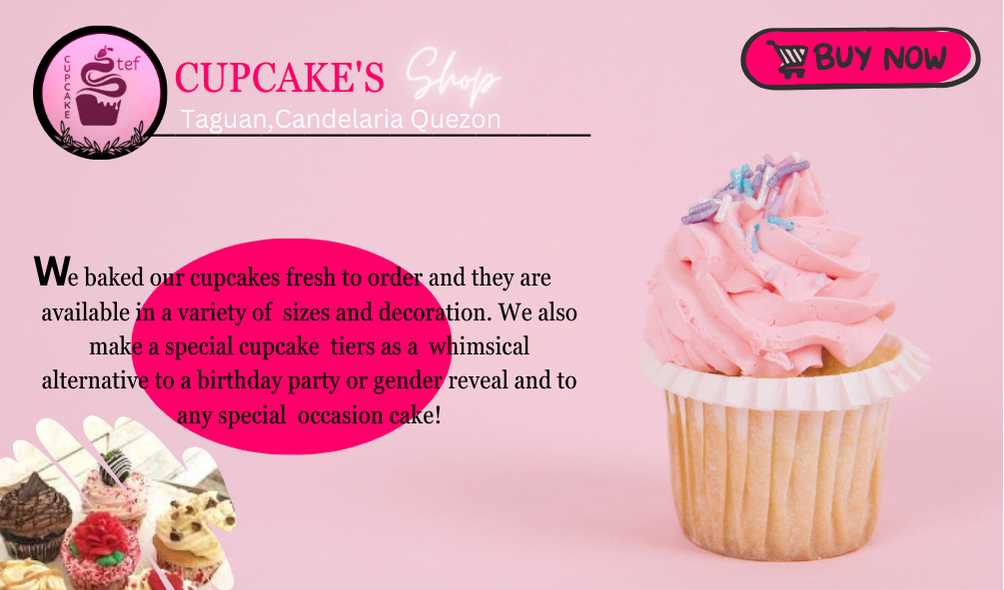 CUPCAKE
Stef
CUPCAKE'S Shop
Taguan,Candelaria Quezon
BUY NOW
We baked our cupcakes fresh to order and they are
available in a variety of sizes and decoration. We also
make a special cupcake tiers as a whimsical
alternative to a birthday party or gender reveal and to
any special occasion cake!